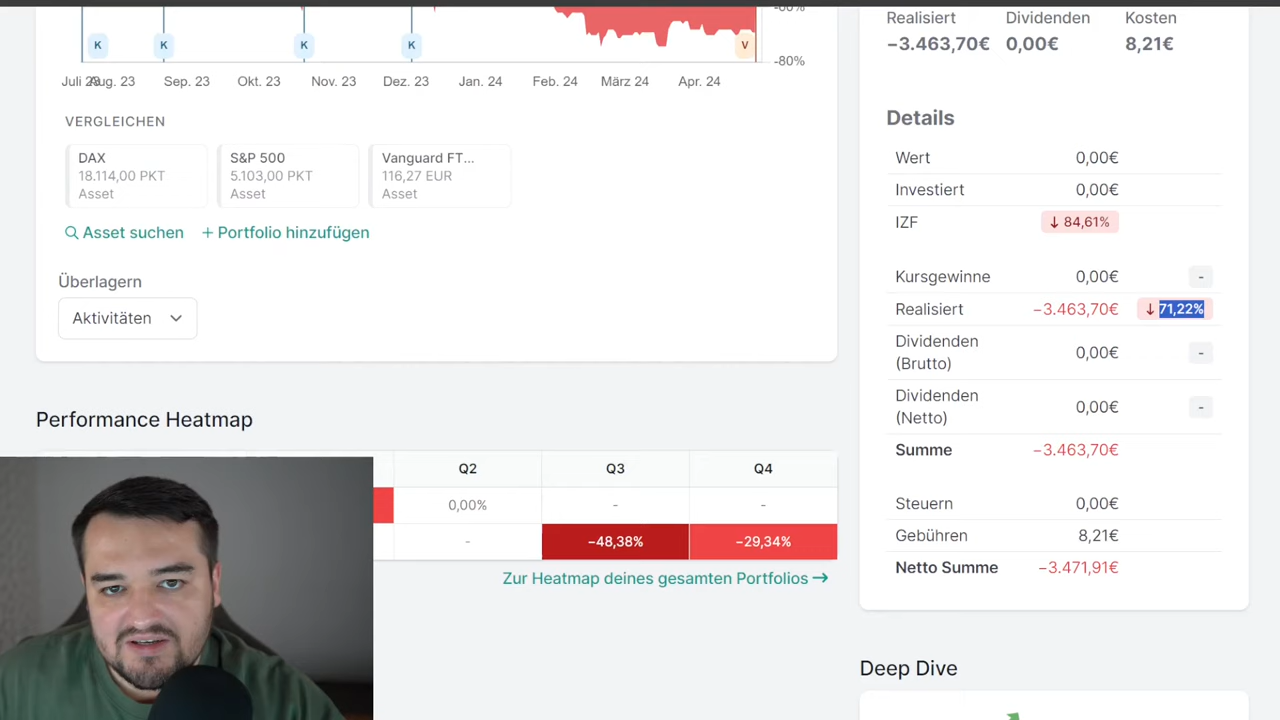 -60%
K K K K V
-80%
Juli 23 Aug. 23 Sep. 23 Okt. 23 Nov. 23 Dez. 23 Jan. 24 Feb. 24 März 24 Apr. 24
VERGLEICHEN
DAX
18.114,00 PKT
Asset
S&P 500
5.103,00 PKT
Asset
Vanguard FT...
116,27 EUR
Asset
Asset suchen + Portfolio hinzufügen
Überlagern
Aktivitäten
Performance Heatmap
Q2 Q3 Q4
0,00% - -
- −48,38% −29,34%
Zur Heatmap deines gesamten Portfolios →
Realisiert Dividenden Kosten
−3.463,70€ 0,00€ 8,21€
Details
Wert 0,00€
Investiert 0,00€
IZF ↓ 84,61%
Kursgewinne 0,00€ -
Realisiert −3.463,70€ ↓ 71,22%
Dividenden
(Brutto) 0,00€ -
Dividenden
(Netto) 0,00€ -
Summe −3.463,70€
Steuern 0,00€
Gebühren 8,21€
Netto Summe −3.471,91€
Deep Dive